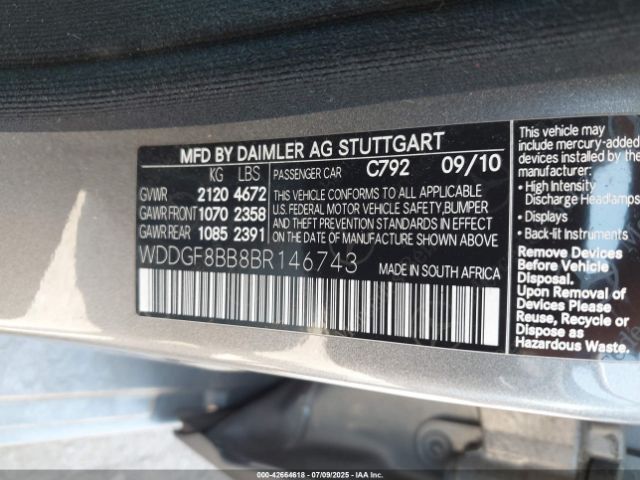 MFD BY DAIMLER AG STUTTGART
KG LBS PASSENGER CAR C792 09/10
GVWR 2120 4672
GAWR FRONT 1070 2358
GAWR REAR 1085 2391
THIS VEHICLE CONFORMS TO ALL APPLICABLE
U.S. FEDERAL MOTOR VEHICLE SAFETY, BUMPER
AND THEFT PREVENTION STANDARDS IN EFFECT
ON THE DATE OF MANUFACTURE SHOWN ABOVE
WDDGF8BB8BR146743
MADE IN SOUTH AFRICA
This vehicle may
include mercury-added
devices installed by the
manufacturer:
• High Intensity
Discharge Headlamps
• Displays
• Back-lit Instruments
Remove Devices
Before Vehicle
Disposal.
Upon Removal of
Devices Please
Reuse, Recycle or
Dispose as
Hazardous Waste.
000-42664618 | 07/09/2025 - IAA Corp.